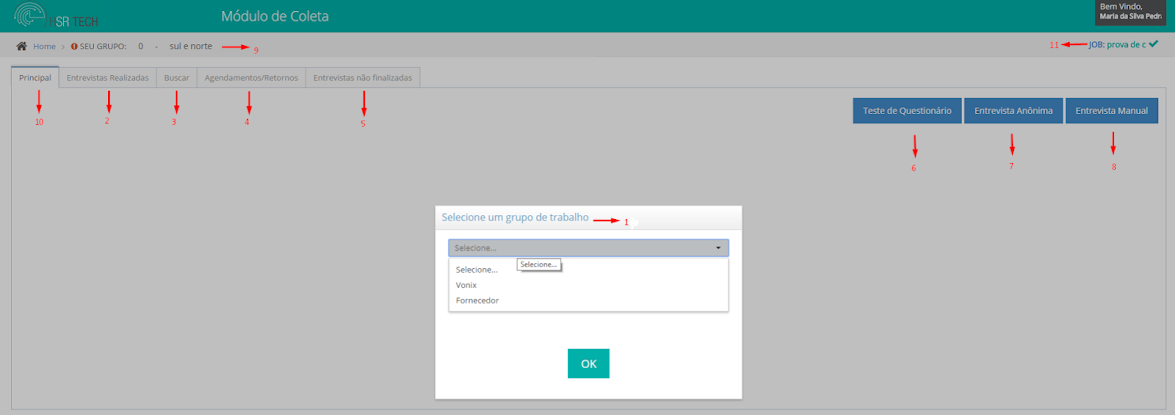 HSR TECH
Módulo de Coleta
Bem Vindo,
Maria da Silva Pedr
Home > SEU GRUPO: 0 - sul e norte 9
11 JOB: prova de c
Principal Entrevistas Realizadas Buscar Agendamentos/Retornos Entrevistas não finalizadas
10 2 3 4 5
Teste de Questionário Entrevista Anônima Entrevista Manual
6 7 8
Selecione um grupo de trabalho 1
Selecione...
Selecione...
Selecione...
Vonix
Fornecedor
OK